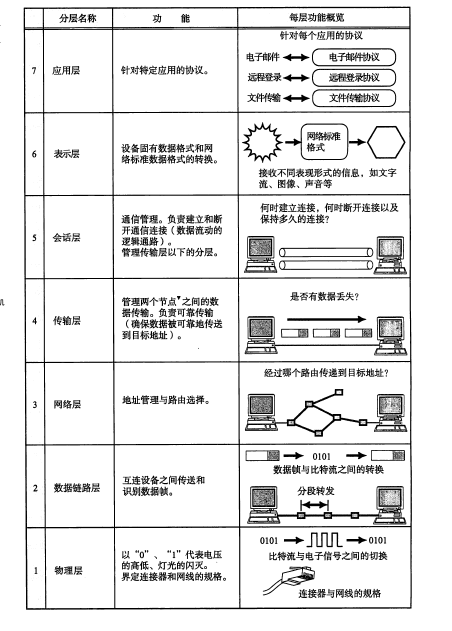 分层名称 功 能 每层功能概览
7 应用层 针对特定应用的协议。
针对每个应用的协议
电子邮件 电子邮件协议
远程登录 远程登录协议
文件传输 文件传输协议
6 表示层
设备固有数据格式和网
络标准数据格式的转换。
网络标准
格式
接收不同表现形式的信息，如文字
流、图像、声音等
5 会话层
通信管理。负责建立和断
开通信连接（数据流动的
逻辑通路）。
管理传输层以下的分层。
何时建立连接，何时断开连接以及
保持多久的连接？
4 传输层
管理两个节点▼之间的数
据传输。负责可靠传输
（确保数据被可靠地传送
到目标地址）。
是否有数据丢失？
3 网络层 地址管理与路由选择。
经过哪个路由传递到目标地址？
2 数据链路层
互连设备之间传送和
识别数据帧。
0101
数据帧与比特流之间的转换
分段转发
1 物理层
以“0”、“1”代表电压
的高低、灯光的闪灭。
界定连接器和网线的规格。
0101 0101
比特流与电子信号之间的切换
连接器与网线的规格